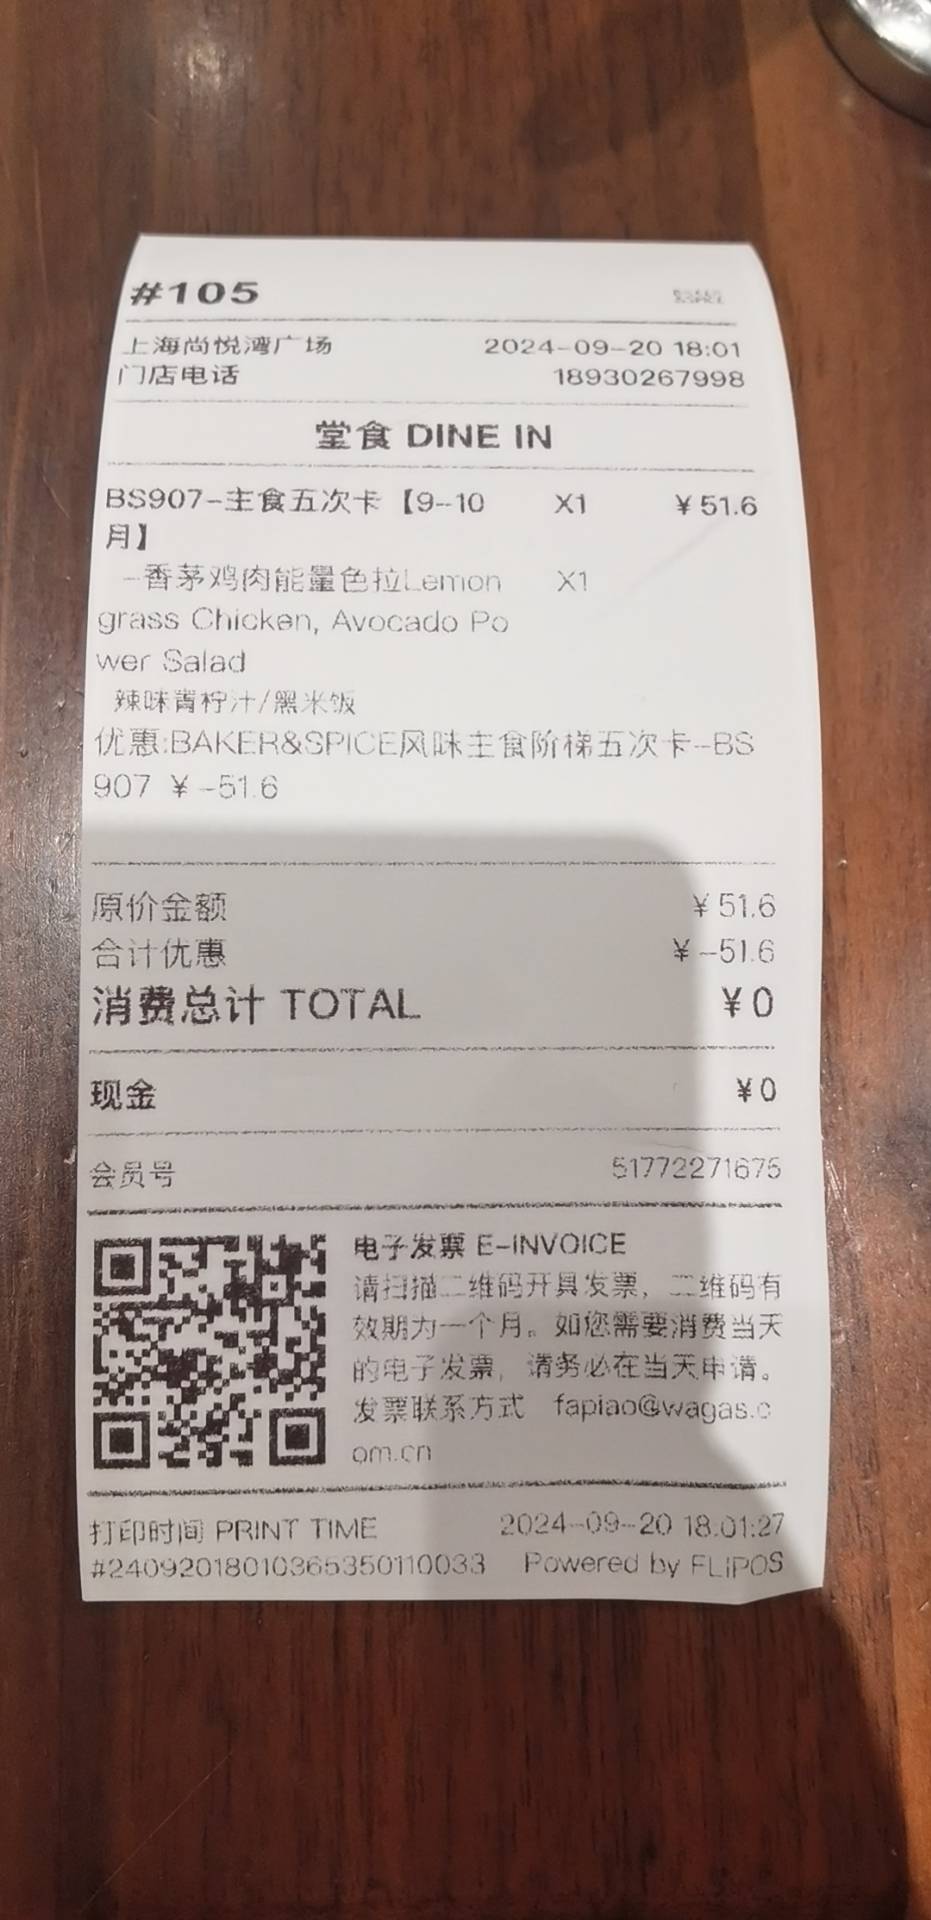 #105
上海尚悦湾广场 2024-09-20 18:01
门店电话 18930267998
堂食 DINE IN
BS907-主食五次卡【9-10 X1 ¥51.6
月】
-香茅鸡肉能量色拉Lemon X1
grass Chicken, Avocado Po
wer Salad
辣味青柠汁/黑米饭
优惠:BAKER&SPICE风味主食阶梯五次卡-BS
907 ¥-51.6
原价金额 ¥51.6
合计优惠 ¥-51.6
消费总计 TOTAL ¥0
现金 ¥0
会员号 51772271675
电子发票 E-INVOICE
请扫描二维码开具发票，二维码有
效期为一个月。如您需要消费当天
的电子发票，请务必在当天申请。
发票联系方式 fapiao@wagas.c
om.cn
打印时间 PRINT TIME 2024-09-20 18:01:27
#240920180103653501​10033 Powered by FLIPOS